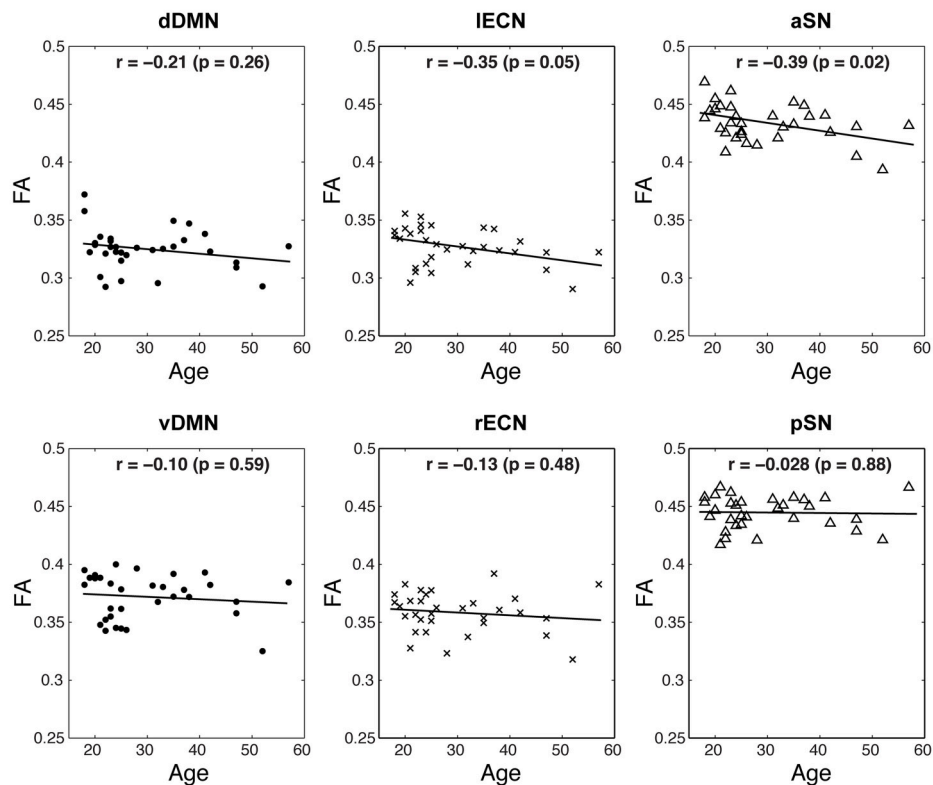 dDMN
r = −0.21 (p = 0.26)
0.5
0.45
0.4
0.35
0.3
0.25
FA
20 30 40 50 60
Age
lECN
r = −0.35 (p = 0.05)
0.5
0.45
0.4
0.35
0.3
0.25
FA
20 30 40 50 60
Age
aSN
r = −0.39 (p = 0.02)
0.5
0.45
0.4
0.35
0.3
0.25
FA
20 30 40 50 60
Age
vDMN
r = −0.10 (p = 0.59)
0.5
0.45
0.4
0.35
0.3
0.25
FA
20 30 40 50 60
Age
rECN
r = −0.13 (p = 0.48)
0.5
0.45
0.4
0.35
0.3
0.25
FA
20 30 40 50 60
Age
pSN
r = −0.028 (p = 0.88)
0.5
0.45
0.4
0.35
0.3
0.25
FA
20 30 40 50 60
Age